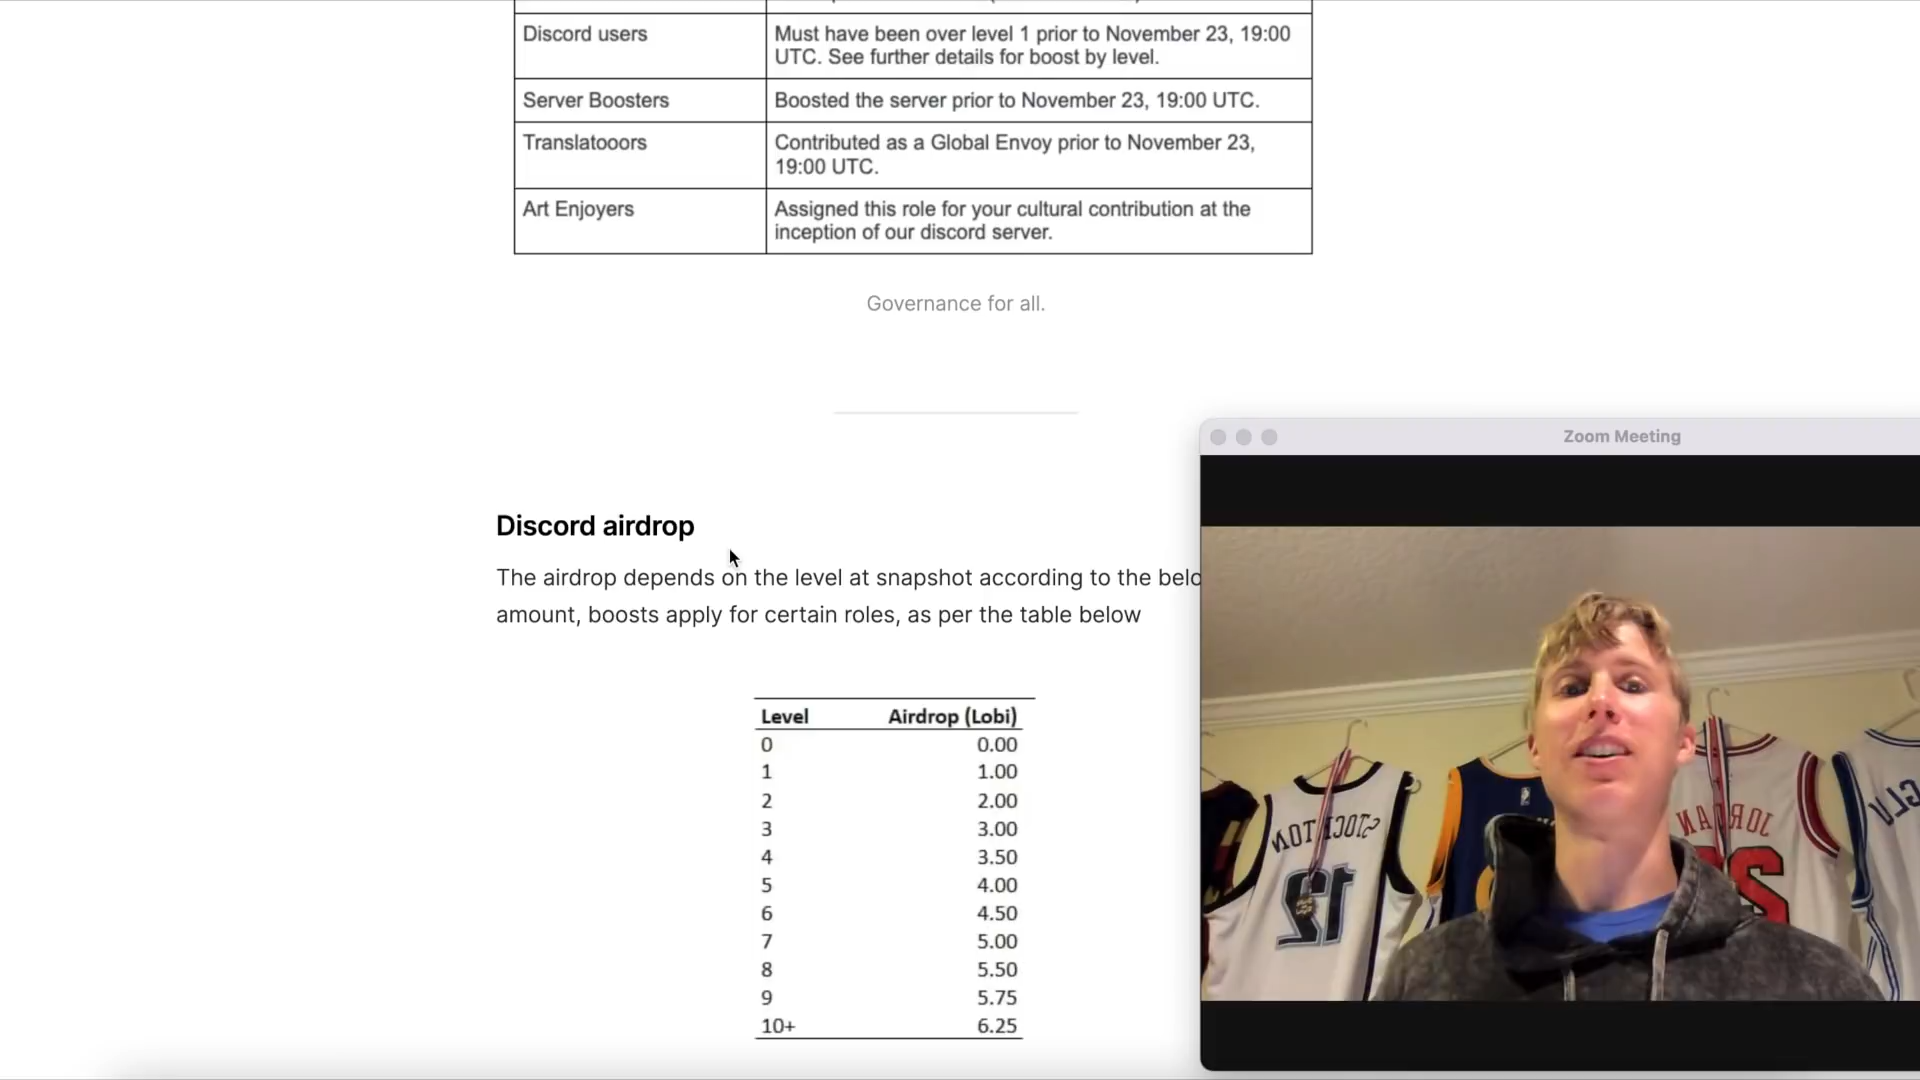 Discord users
Must have been over level 1 prior to November 23, 19:00
UTC. See further details for boost by level.
Server Boosters
Boosted the server prior to November 23, 19:00 UTC.
Translatooors
Contributed as a Global Envoy prior to November 23,
19:00 UTC.
Art Enjoyers
Assigned this role for your cultural contribution at the
inception of our discord server.
Governance for all.
Discord airdrop
The airdrop depends on the level at snapshot according to the
amount, boosts apply for certain roles, as per the table below
Level Airdrop (Lobi)
0 0.00
1 1.00
2 2.00
3 3.00
4 3.50
5 4.00
6 4.50
7 5.00
8 5.50
9 5.75
10+ 6.25
Zoom Meeting
STOCKTON
12
JORDAN